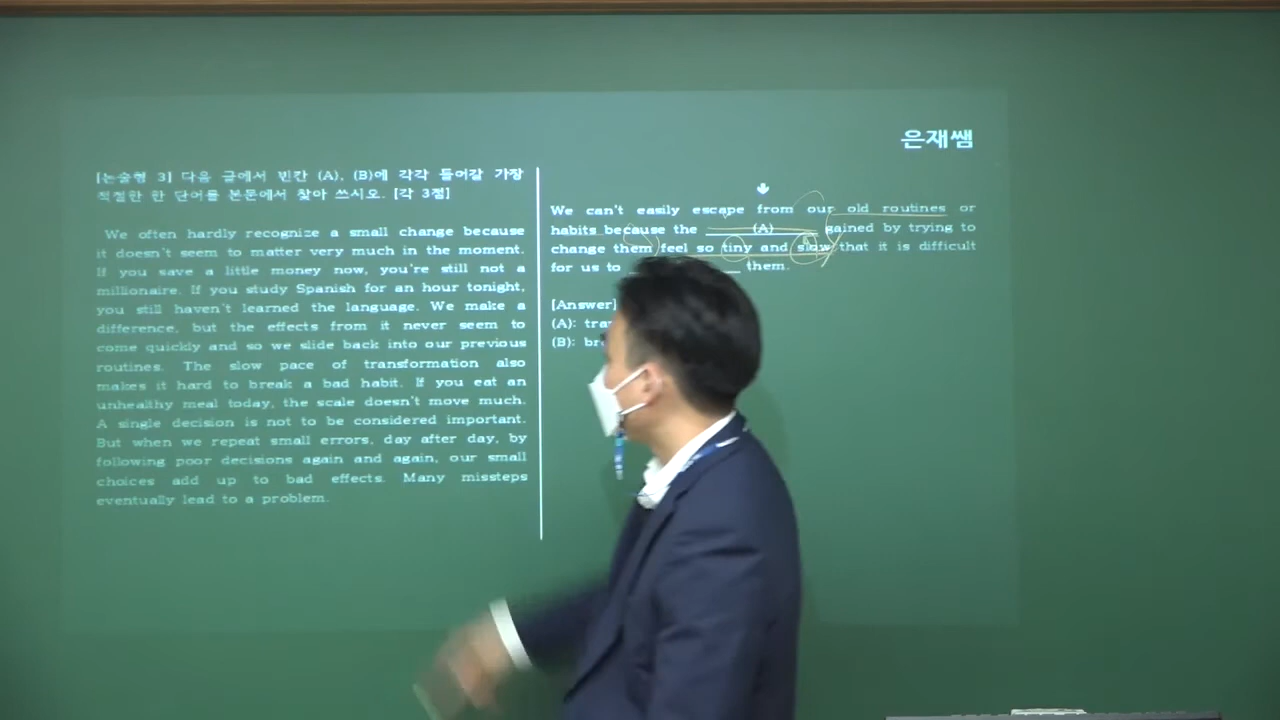 은재쌤
[논술형 3] 다음 글에서 빈칸 (A), (B)에 각각 들어갈 가장
적절한 한 단어를 본문에서 찾아 쓰시오. [각 3점]
We often hardly recognize a small change because
it doesn't seem to matter very much in the moment.
If you save a little money now, you're still not a
millionaire. If you study Spanish for an hour tonight,
you still haven't learned the language. We make a
difference, but the effects from it never seem to
come quickly and so we slide back into our previous
routines. The slow pace of transformation also
makes it hard to break a bad habit. If you eat an
unhealthy meal today, the scale doesn't move much.
A single decision is not to be considered important.
But when we repeat small errors, day after day, by
following poor decisions again and again, our small
choices add up to bad effects. Many missteps
eventually lead to a problem.
We can't easily escape from our old routines or
habits because the (A) gained by trying to
change them feel so tiny and slow that it is difficult
for us to them.
[Answer]
(A):
(B):